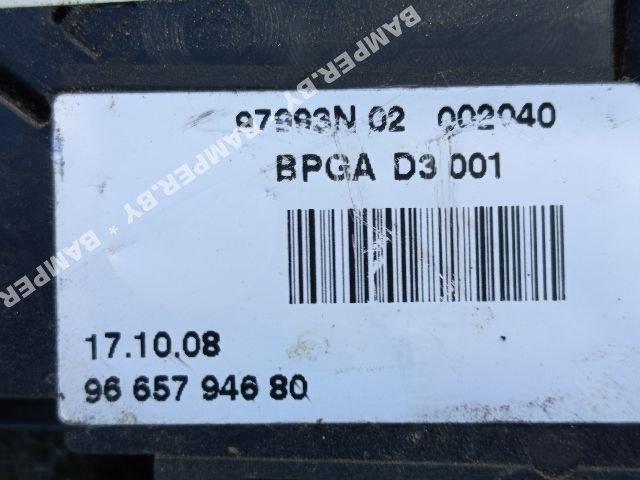 97993N 02 002040
BPGA D3 001
17.10.08
96 657 946 80
BAMPER.BY * BAMPER.BY * BAMPER.BY